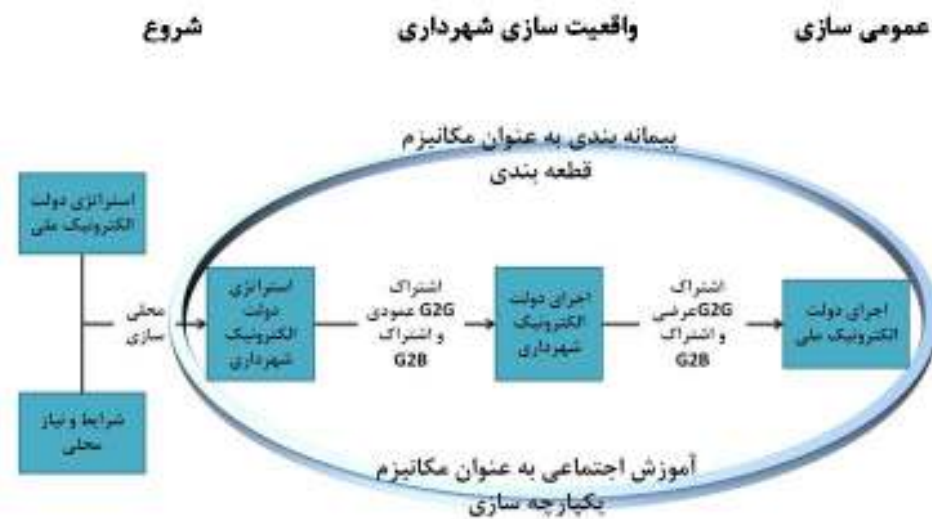 شروع
واقعیت سازی شهرداری
عمومی سازی
پیمانه بندی به عنوان مکانیزم
قطعه بندی
استراتژی دولت
الکترونیک ملی
محلی
سازی
شرایط و نیاز
محلی
استراتژی
دولت
الکترونیک
شهرداری
اشتراک
G2G عمودی
و اشتراک
G2B
اجرای دولت
الکترونیک
شهرداری
اشتراک
G2Gعرضی
و اشتراک
G2B
اجرای دولت
الکترونیک ملی
آموزش اجتماعی به عنوان مکانیزم
یکپارچه سازی